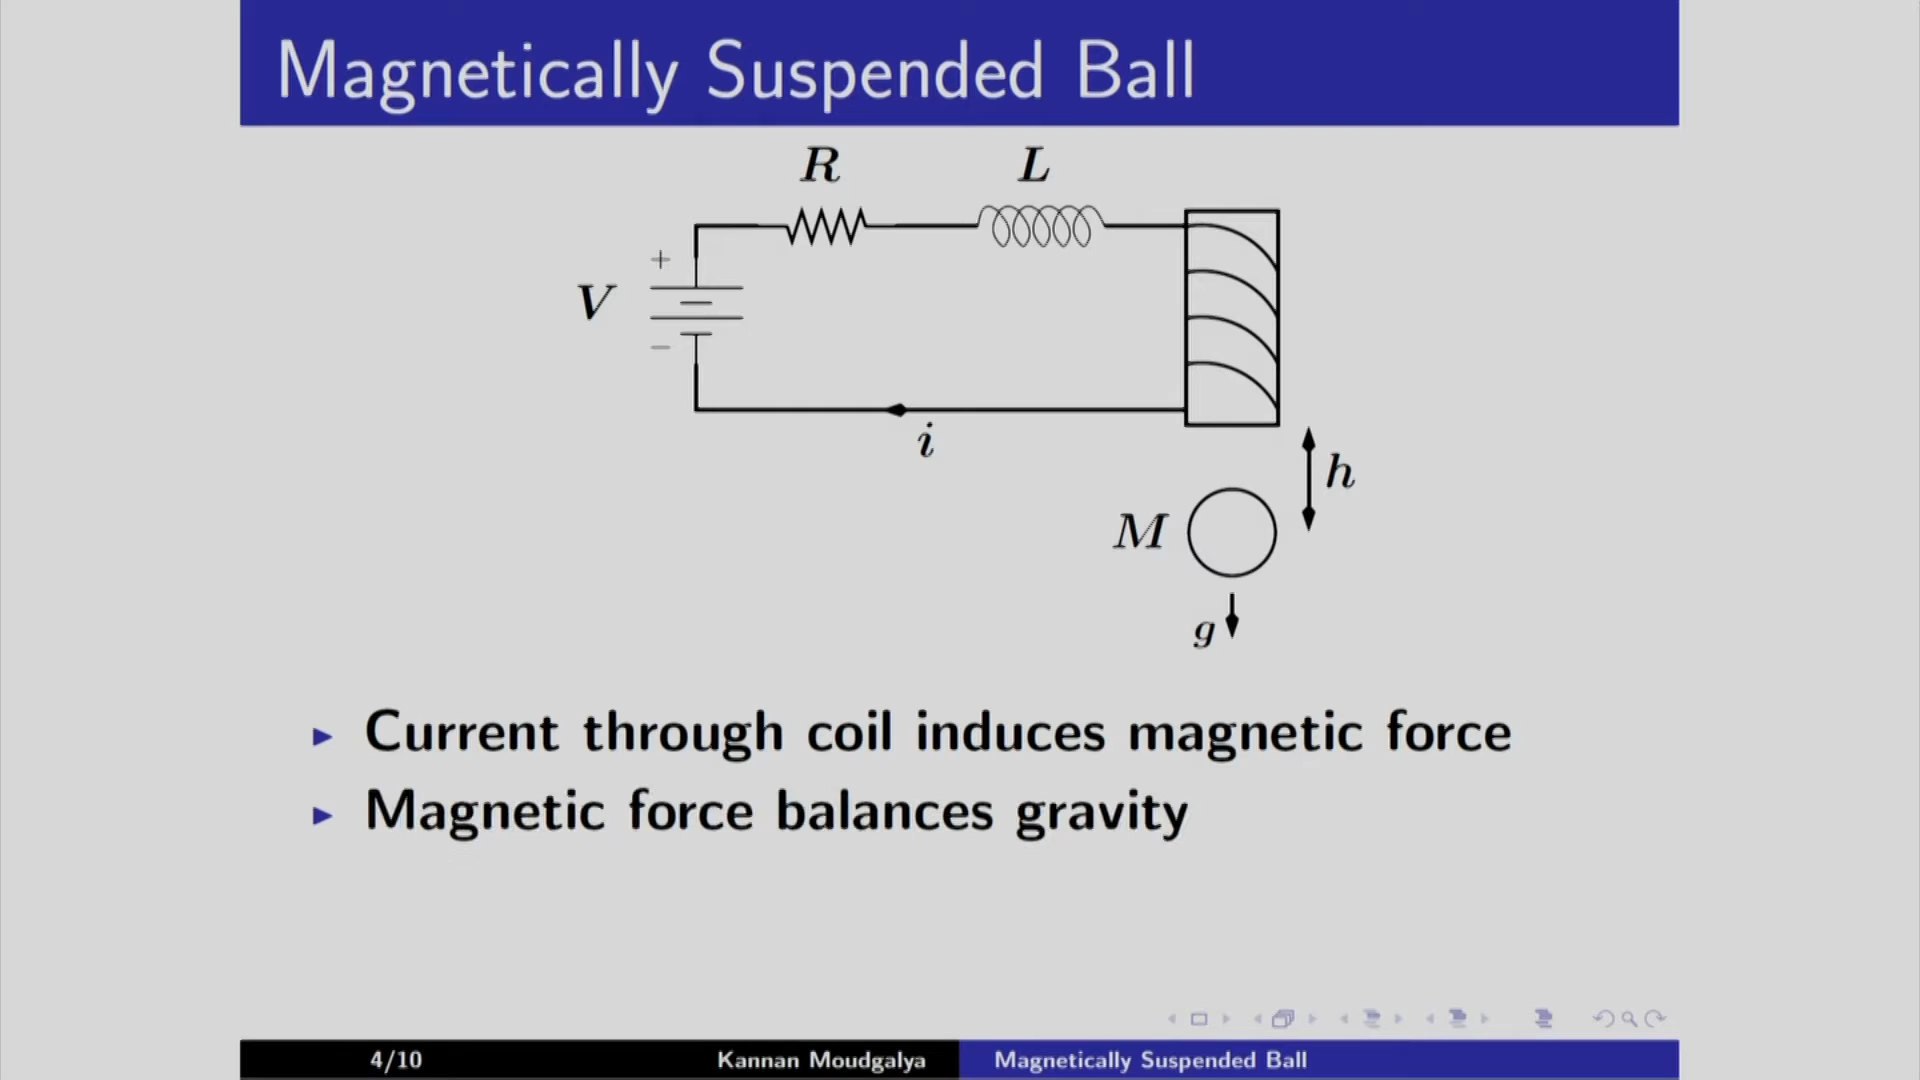 Magnetically Suspended Ball
R
L
+
V
−
i
h
M
g
Current through coil induces magnetic force
Magnetic force balances gravity
4/10
Kannan Moudgalya
Magnetically Suspended Ball